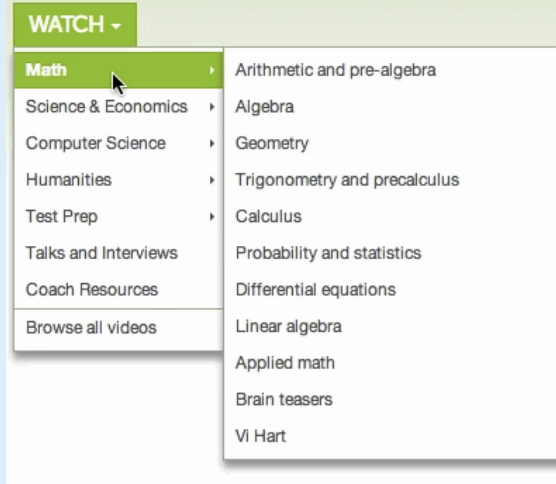 WATCH
Math
Science & Economics
Computer Science
Humanities
Test Prep
Talks and Interviews
Coach Resources
Browse all videos
Arithmetic and pre-algebra
Algebra
Geometry
Trigonometry and precalculus
Calculus
Probability and statistics
Differential equations
Linear algebra
Applied math
Brain teasers
Vi Hart